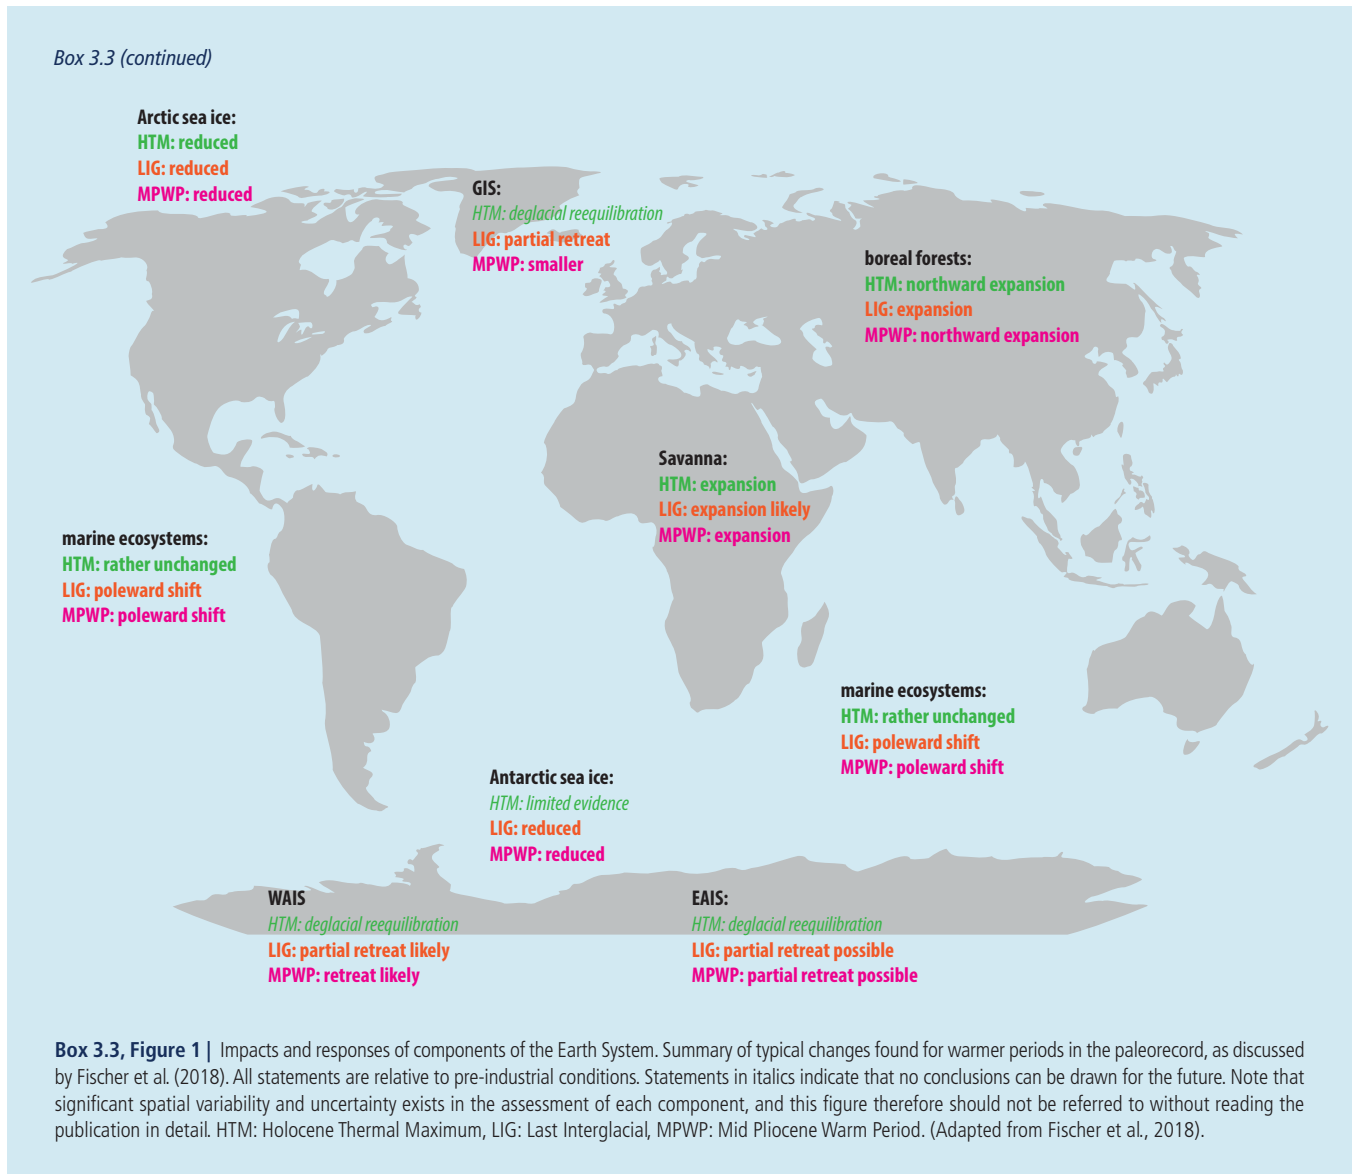 Box 3.3 (continued)
Arctic sea ice:
HTM: reduced
LIG: reduced
MPWP: reduced
GIS:
HTM: deglacial reequilibration
LIG: partial retreat
MPWP: smaller
boreal forests:
HTM: northward expansion
LIG: expansion
MPWP: northward expansion
Savanna:
HTM: expansion
LIG: expansion likely
MPWP: expansion
marine ecosystems:
HTM: rather unchanged
LIG: poleward shift
MPWP: poleward shift
marine ecosystems:
HTM: rather unchanged
LIG: poleward shift
MPWP: poleward shift
Antarctic sea ice:
HTM: limited evidence
LIG: reduced
MPWP: reduced
WAIS
HTM: deglacial reequilibration
LIG: partial retreat likely
MPWP: retreat likely
EAIS:
HTM: deglacial reequilibration
LIG: partial retreat possible
MPWP: partial retreat possible
Box 3.3, Figure 1 | Impacts and responses of components of the Earth System. Summary of typical changes found for warmer periods in the paleorecord, as discussed
by Fischer et al. (2018). All statements are relative to pre-industrial conditions. Statements in italics indicate that no conclusions can be drawn for the future. Note that
significant spatial variability and uncertainty exists in the assessment of each component, and this figure therefore should not be referred to without reading the
publication in detail. HTM: Holocene Thermal Maximum, LIG: Last Interglacial, MPWP: Mid Pliocene Warm Period. (Adapted from Fischer et al., 2018).